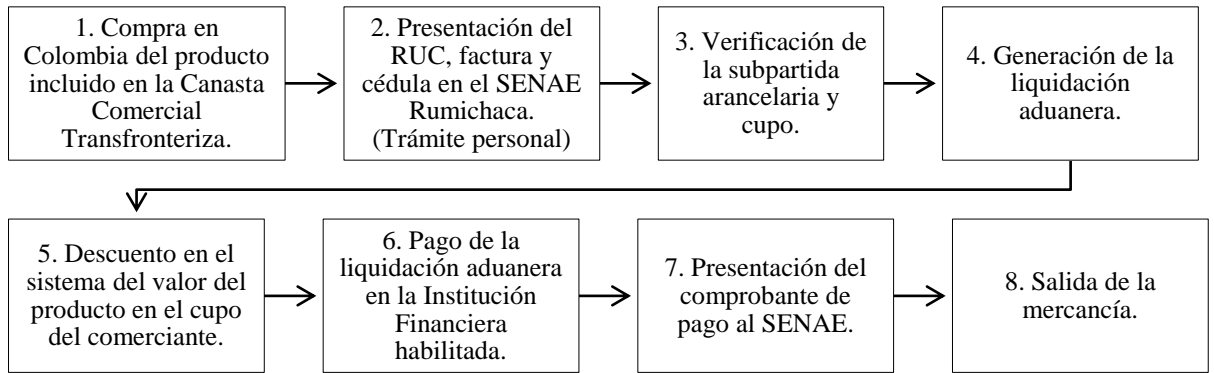 1. Compra en
Colombia del producto
incluido en la Canasta
Comercial
Transfronteriza.
2. Presentación del
RUC, factura y
cédula en el SENAE
Rumichaca.
(Trámite personal)
3. Verificación de
la subpartida
arancelaria y
cupo.
4. Generación de la
liquidación
aduanera.
5. Descuento en el
sistema del valor del
producto en el cupo
del comerciante.
6. Pago de la
liquidación aduanera
en la Institución
Financiera
habilitada.
7. Presentación del
comprobante de
pago al SENAE.
8. Salida de la
mercancía.